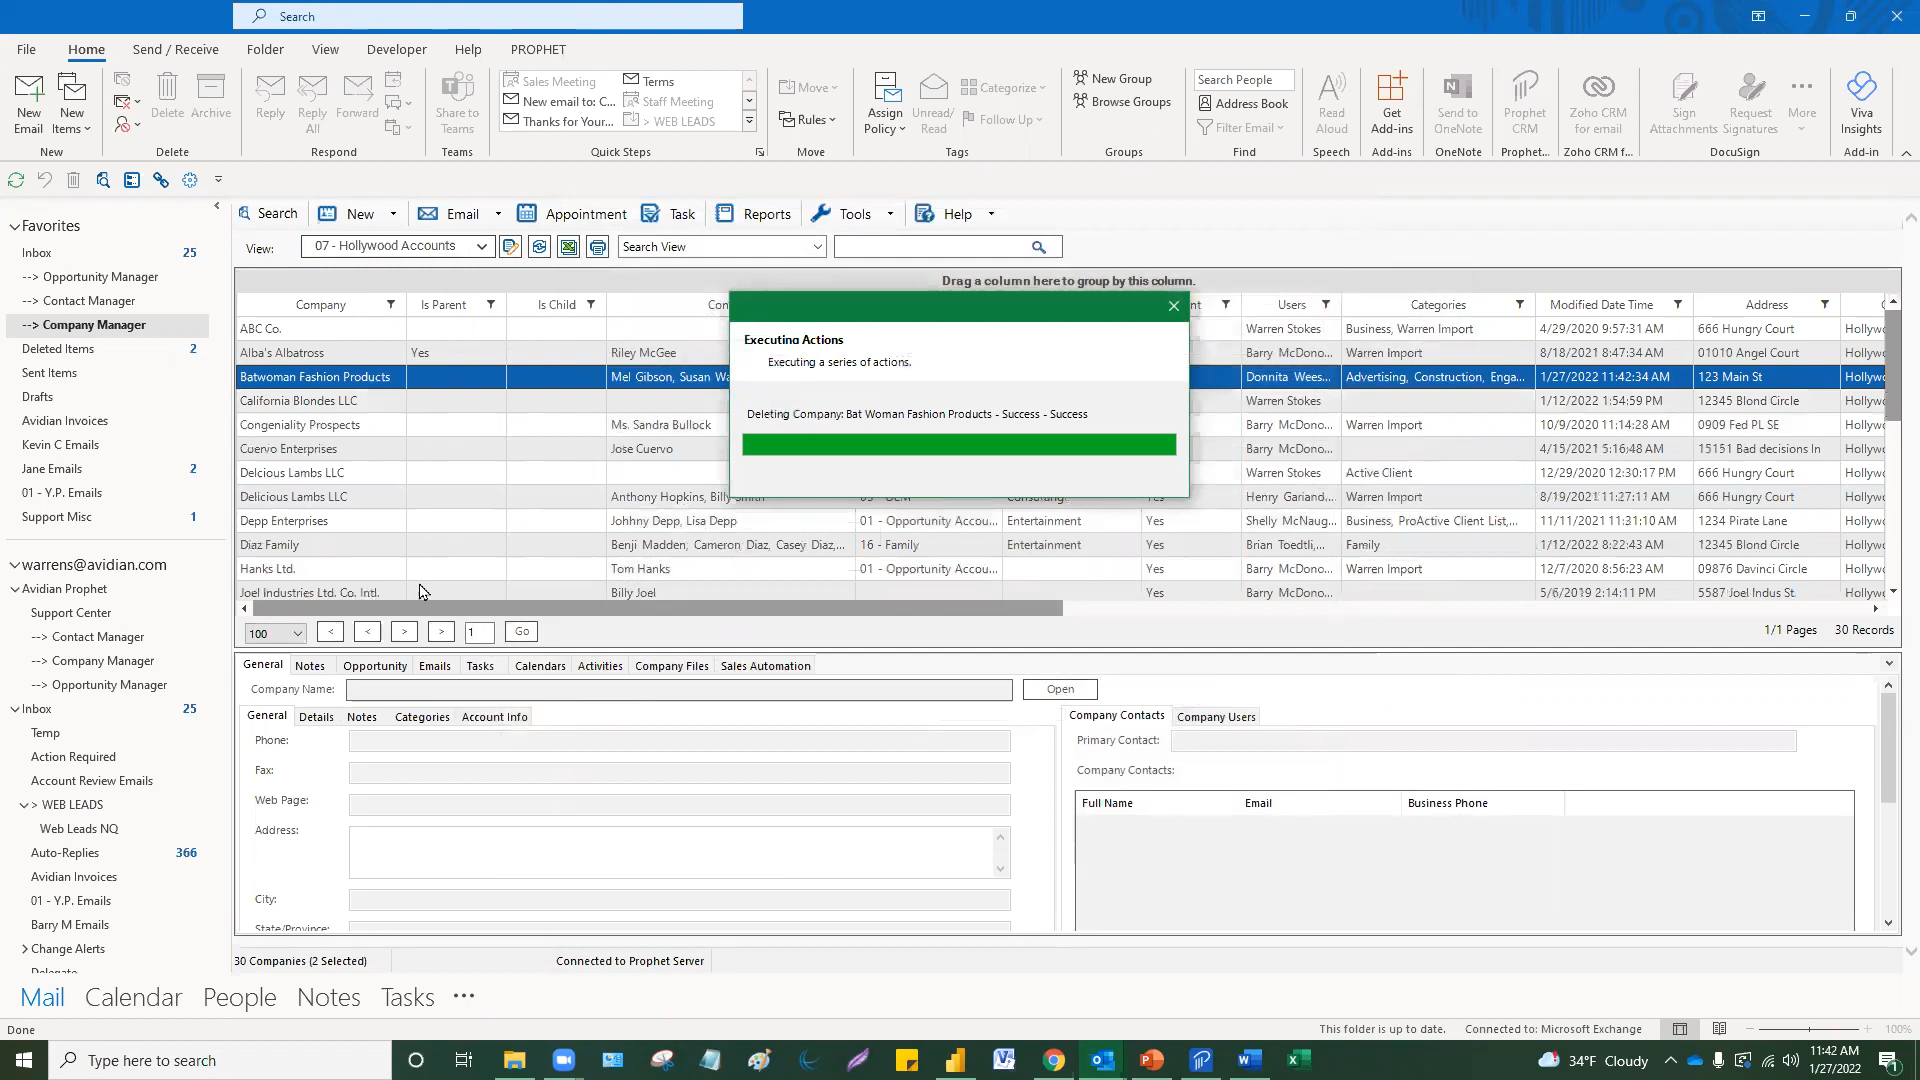 Search
File Home Send / Receive Folder View Developer Help PROPHET
New Email
New Items
New
Delete
Archive
Delete
Reply
Reply All
Forward
Respond
Share to Teams
Teams
Sales Meeting
New email to: C...
Thanks for Your...
Terms
Staff Meeting
> WEB LEADS
Quick Steps
Move
Rules
Move
Assign Policy
Unread/ Read
Categorize
Follow Up
Tags
New Group
Browse Groups
Groups
Search People
Address Book
Filter Email
Find
Read Aloud
Speech
Get Add-ins
Add-ins
Send to OneNote
OneNote
Prophet CRM
Prophet...
Zoho CRM for email
Zoho CRM f...
Sign Attachments
Request Signatures
More
DocuSign
Viva Insights
Add-in
Favorites
Inbox 25
--> Opportunity Manager
--> Contact Manager
--> Company Manager
Deleted Items 2
Sent Items
Drafts
Avidian Invoices
Kevin C Emails
Jane Emails 2
01 - Y.P. Emails
Support Misc 1
warrens@avidian.com
Avidian Prophet
Support Center
--> Contact Manager
--> Company Manager
--> Opportunity Manager
Inbox 25
Temp
Action Required
Account Review Emails
> WEB LEADS
Web Leads NQ
Auto-Replies 366
Avidian Invoices
01 - Y.P. Emails
Barry M Emails
Change Alerts
Search New Email Appointment Task Reports Tools Help
View: 07 - Hollywood Accounts Search View
Drag a column here to group by this column.
Company Is Parent Is Child Con Users Categories Modified Date Time Address
ABC Co. Warren Stokes Business, Warren Import 4/29/2020 9:57:31 AM 666 Hungry Court Hollyw
Alba's Albatross Yes Riley McGee Barry McDono... Warren Import 8/18/2021 8:47:34 AM 01010 Angel Court Hollyw
Batwoman Fashion Products Mel Gibson, Susan Wa Donnita Wees... Advertising, Construction, Enga... 1/27/2022 11:42:34 AM 123 Main St Hollyw
California Blondes LLC Warren Stokes 1/12/2022 1:54:59 PM 12345 Blond Circle Hollyw
Congeniality Prospects Ms. Sandra Bullock Barry McDono... Warren Import 10/9/2020 11:14:28 AM 0909 Fed PL SE Hollyw
Cuervo Enterprises Jose Cuervo Barry McDono... 4/15/2021 5:16:48 AM 15151 Bad decisions ln Hollyw
Delcious Lambs LLC Warren Stokes Active Client 12/29/2020 12:30:17 PM 666 Hungry Court Hollyw
Delicious Lambs LLC Anthony Hopkins, Billy Smith Yes Henry Gariand... Warren Import 8/19/2021 11:27:11 AM 666 Hungry Court Hollyw
Depp Enterprises Johhny Depp, Lisa Depp 01 - Opportunity Accou... Entertainment Yes Shelly McNaug... Business, ProActive Client List,... 11/11/2021 11:31:10 AM 1234 Pirate Lane Hollyw
Diaz Family Benji Madden, Cameron, Diaz, Casey Diaz,... 16 - Family Entertainment Yes Brian Toedtli,... Family 1/12/2022 8:22:43 AM 12345 Blond Circle Hollyw
Hanks Ltd. Tom Hanks 01 - Opportunity Accou... Yes Barry McDono... Warren Import 12/7/2020 8:56:23 AM 09876 Davinci Circle Hollyw
Joel Industries Ltd. Co. Intl. Billy Joel Yes Barry McDono... 5/6/2019 2:14:11 PM 5587 Joel Indus St. Hollyw
Executing Actions
Executing a series of actions.
Deleting Company: Bat Woman Fashion Products - Success - Success
100 < < > > 1 Go 1/1 Pages 30 Records
General Notes Opportunity Emails Tasks Calendars Activities Company Files Sales Automation
Company Name: Open
General Details Notes Categories Account Info
Phone:
Fax:
Web Page:
Address:
City:
State/Province:
Company Contacts Company Users
Primary Contact:
Company Contacts:
Full Name Email Business Phone
30 Companies (2 Selected) Connected to Prophet Server
Mail Calendar People Notes Tasks ...
Done This folder is up to date. Connected to: Microsoft Exchange 100%
Type here to search 34°F Cloudy 11:42 AM
1/27/2022